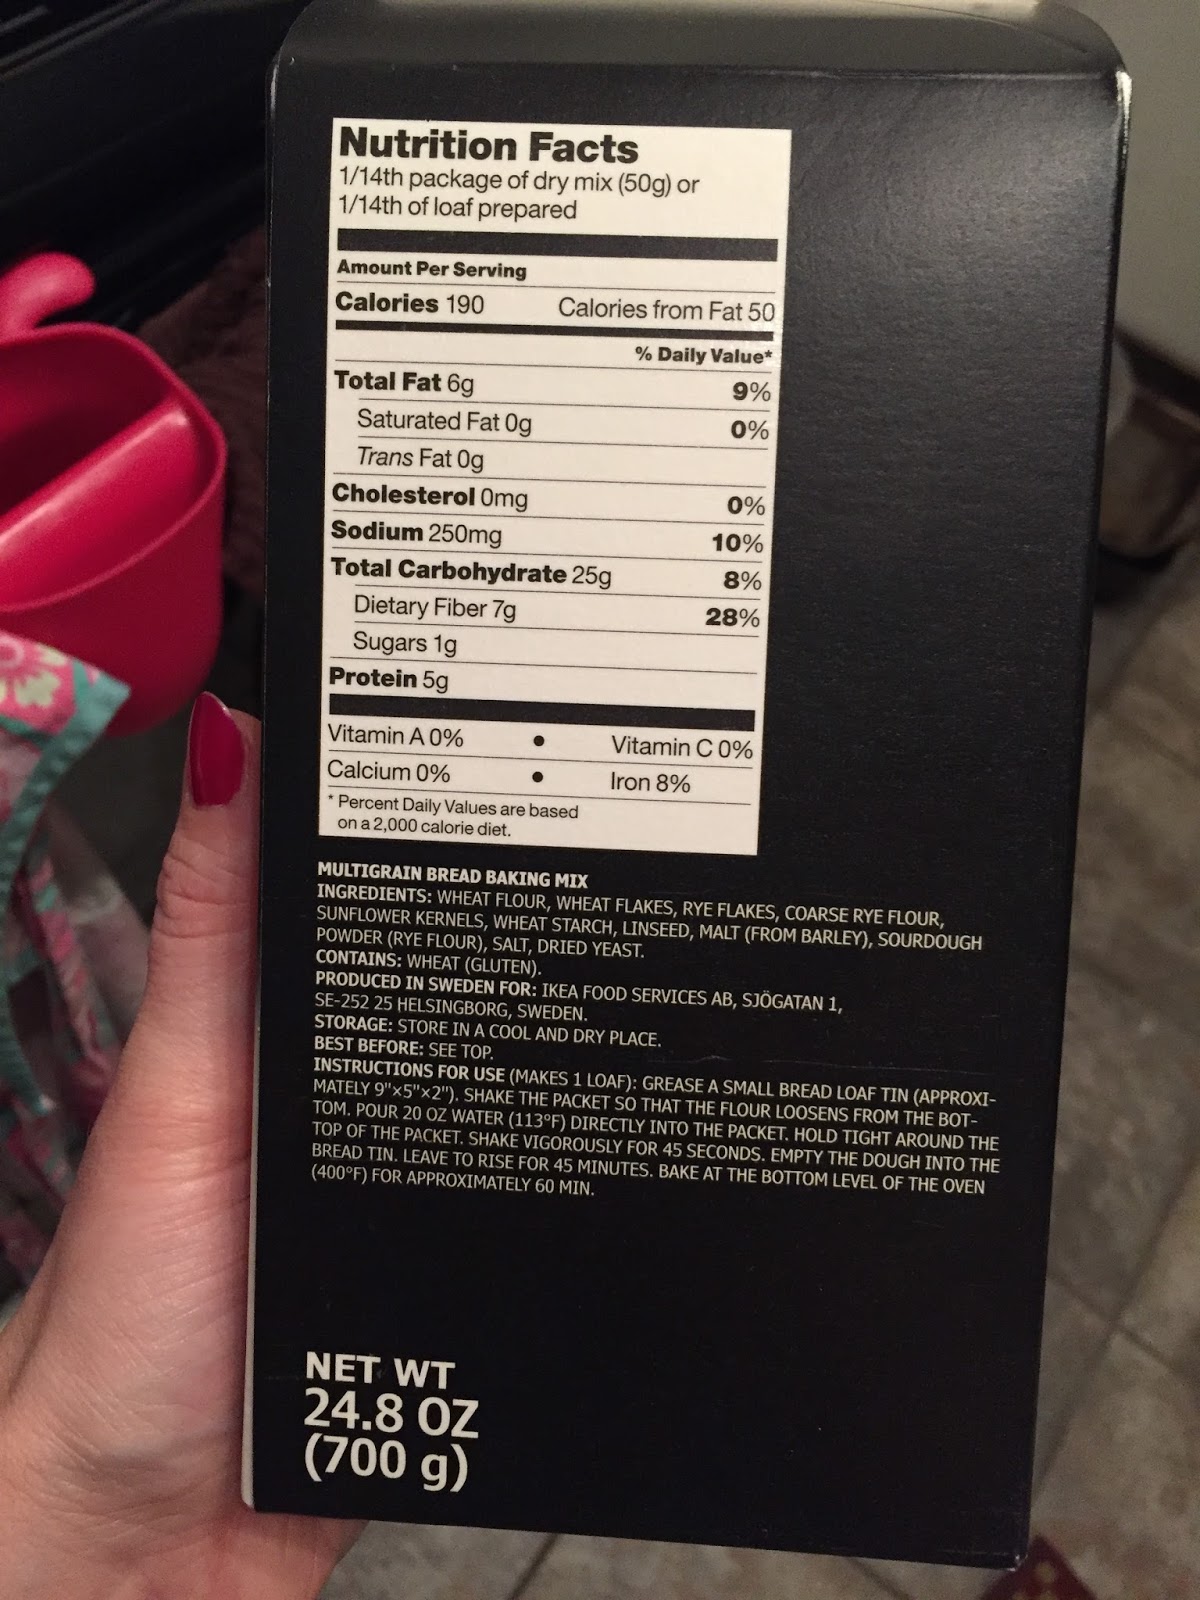 Nutrition Facts
1/14th package of dry mix (50g) or
1/14th of loaf prepared
Amount Per Serving
Calories 190 Calories from Fat 50
% Daily Value*
Total Fat 6g 9%
Saturated Fat 0g 0%
Trans Fat 0g
Cholesterol 0mg 0%
Sodium 250mg 10%
Total Carbohydrate 25g 8%
Dietary Fiber 7g 28%
Sugars 1g
Protein 5g
Vitamin A 0% • Vitamin C 0%
Calcium 0% • Iron 8%
* Percent Daily Values are based
on a 2,000 calorie diet.
MULTIGRAIN BREAD BAKING MIX
INGREDIENTS: WHEAT FLOUR, WHEAT FLAKES, RYE FLAKES, COARSE RYE FLOUR,
SUNFLOWER KERNELS, WHEAT STARCH, LINSEED, MALT (FROM BARLEY), SOURDOUGH
POWDER (RYE FLOUR), SALT, DRIED YEAST.
CONTAINS: WHEAT (GLUTEN).
PRODUCED IN SWEDEN FOR: IKEA FOOD SERVICES AB, SJÖGATAN 1,
SE-252 25 HELSINGBORG, SWEDEN.
STORAGE: STORE IN A COOL AND DRY PLACE.
BEST BEFORE: SEE TOP.
INSTRUCTIONS FOR USE (MAKES 1 LOAF): GREASE A SMALL BREAD LOAF TIN (APPROXI-
MATELY 9"×5"×2"). SHAKE THE PACKET SO THAT THE FLOUR LOOSENS FROM THE BOT-
TOM. POUR 20 OZ WATER (113°F) DIRECTLY INTO THE PACKET. HOLD TIGHT AROUND THE
TOP OF THE PACKET. SHAKE VIGOROUSLY FOR 45 SECONDS. EMPTY THE DOUGH INTO THE
BREAD TIN. LEAVE TO RISE FOR 45 MINUTES. BAKE AT THE BOTTOM LEVEL OF THE OVEN
(400°F) FOR APPROXIMATELY 60 MIN.
NET WT
24.8 OZ
(700 g)